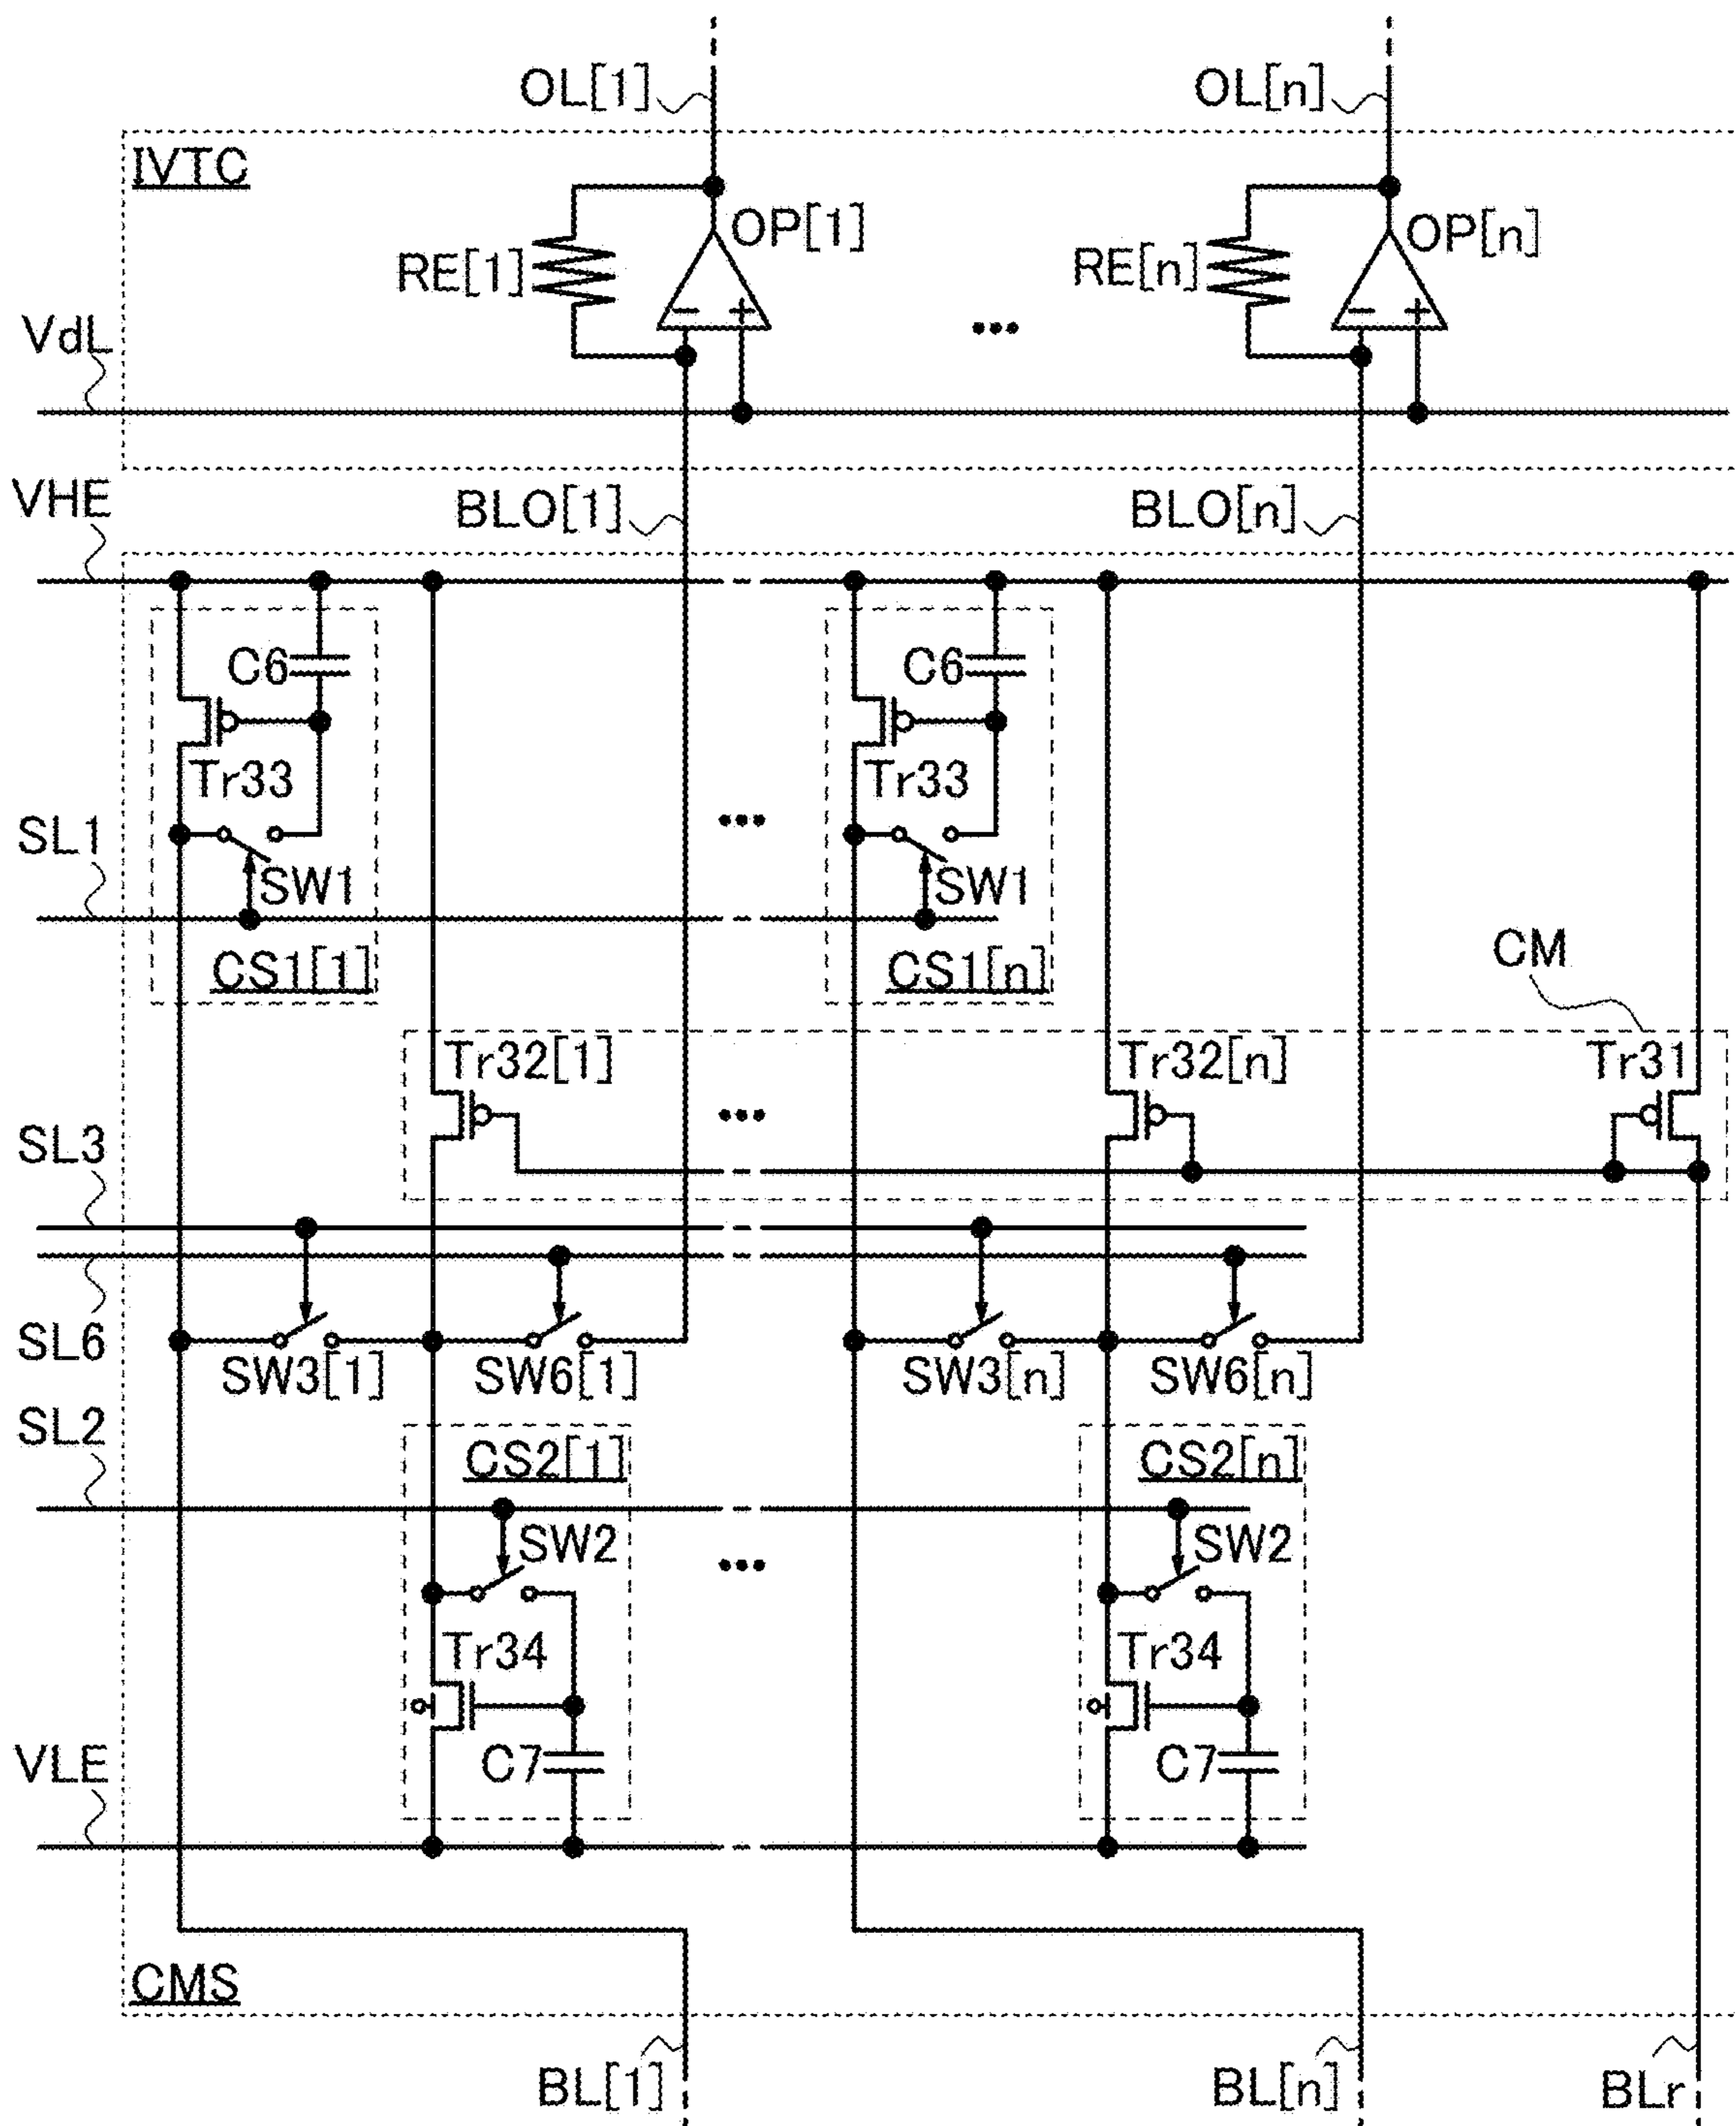 OL[1] OL[n]
IVTC
OP[1] OP[n]
RE[1] RE[n]
− + − +
VdL
VHE
BLO[1] BLO[n]
C6 C6
Tr33 Tr33
SL1
SW1 SW1
CS1[1] CS1[n]
CM
Tr32[1] Tr32[n] Tr31
SL3
SL6
SW3[1] SW6[1] SW3[n] SW6[n]
SL2
CS2[1] CS2[n]
SW2 SW2
Tr34 Tr34
VLE
C7 C7
CMS
BL[1] BL[n] BLr